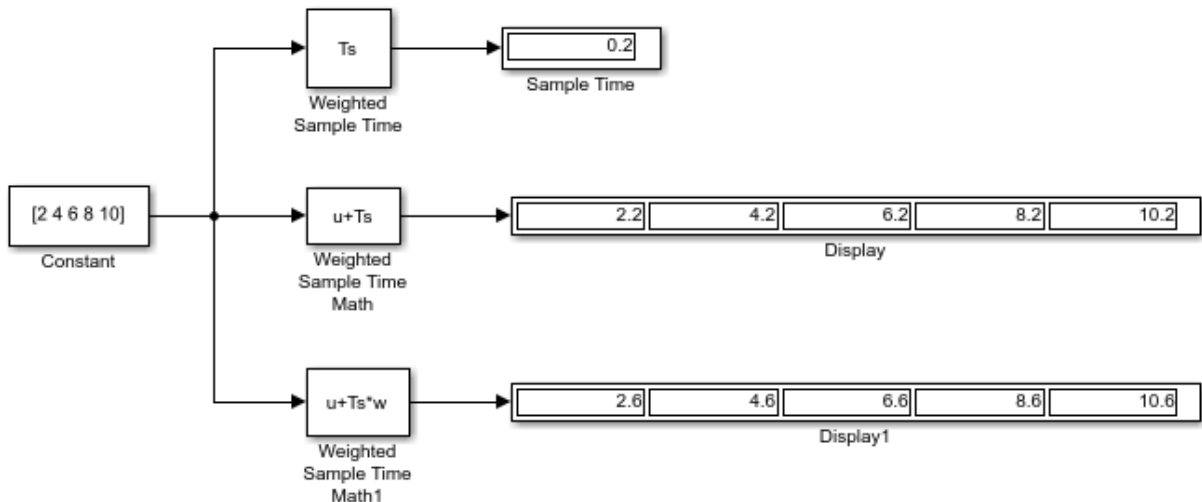 Ts
0.2
Weighted
Sample Time
Sample Time
[2 4 6 8 10]
Constant
u+Ts
2.2 4.2 6.2 8.2 10.2
Weighted
Sample Time
Math
Display
u+Ts*w
2.6 4.6 6.6 8.6 10.6
Weighted
Sample Time
Math1
Display1